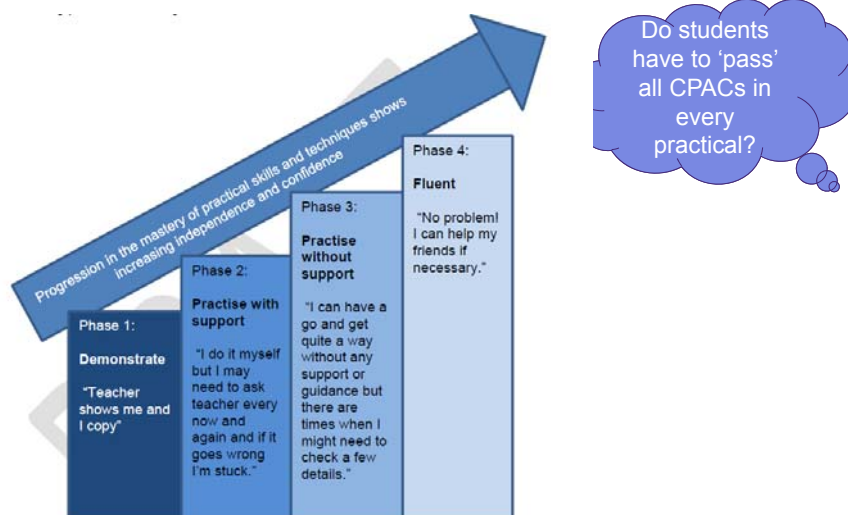 Progression in the mastery of practical skills and techniques shows
increasing independence and confidence
Phase 1:
Demonstrate
"Teacher
shows me and
I copy"
Phase 2:
Practise with
support
"I do it myself
but I may
need to ask
teacher every
now and
again and if it
goes wrong
I'm stuck."
Phase 3:
Practise
without
support
"I can have a
go and get
quite a way
without any
support or
guidance but
there are
times when I
might need to
check a few
details."
Phase 4:
Fluent
"No problem!
I can help my
friends if
necessary."
Do students
have to ‘pass’
all CPACs in
every
practical?